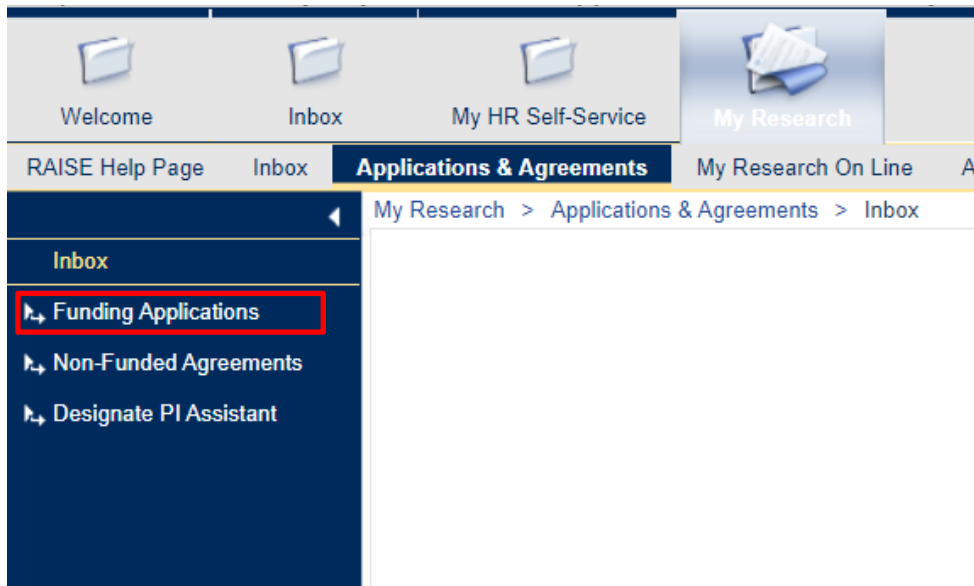 Welcome Inbox My HR Self-Service My Research
RAISE Help Page Inbox Applications & Agreements My Research On Line A
My Research > Applications & Agreements > Inbox
Inbox
Funding Applications
Non-Funded Agreements
Designate PI Assistant